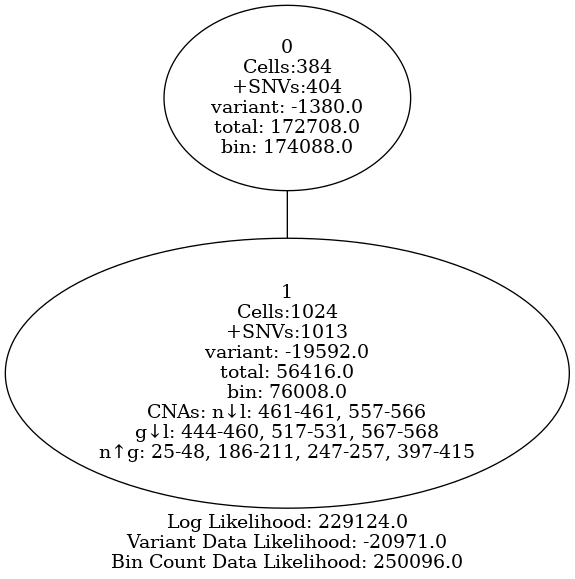 0
Cells:384
+SNVs:404
variant: -1380.0
total: 172708.0
bin: 174088.0
1
Cells:1024
+SNVs:1013
variant: -19592.0
total: 56416.0
bin: 76008.0
CNAs: n↓l: 461-461, 557-566
g↓l: 444-460, 517-531, 567-568
n↑g: 25-48, 186-211, 247-257, 397-415
Log Likelihood: 229124.0
Variant Data Likelihood: -20971.0
Bin Count Data Likelihood: 250096.0